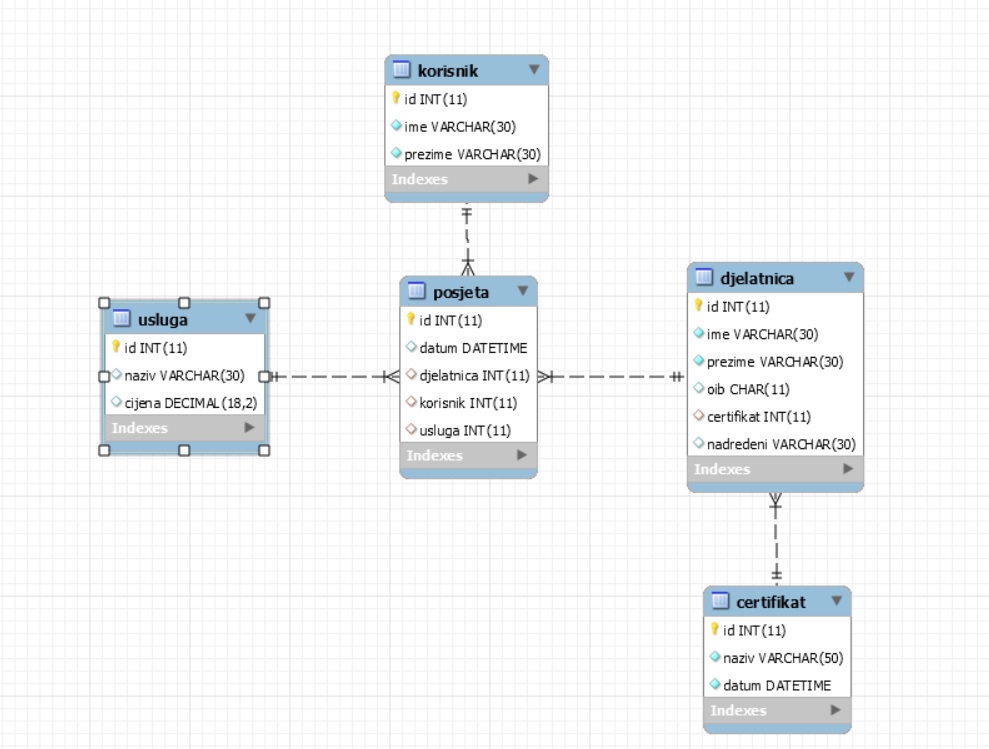 korisnik
id INT(11)
ime VARCHAR(30)
prezime VARCHAR(30)
Indexes
usluga
id INT(11)
naziv VARCHAR(30)
cijena DECIMAL(18,2)
Indexes
posjeta
id INT(11)
datum DATETIME
djelatnica INT(11)
korisnik INT(11)
usluga INT(11)
Indexes
djelatnica
id INT(11)
ime VARCHAR(30)
prezime VARCHAR(30)
oib CHAR(11)
certifikat INT(11)
nadredeni VARCHAR(30)
Indexes
certifikat
id INT(11)
naziv VARCHAR(50)
datum DATETIME
Indexes